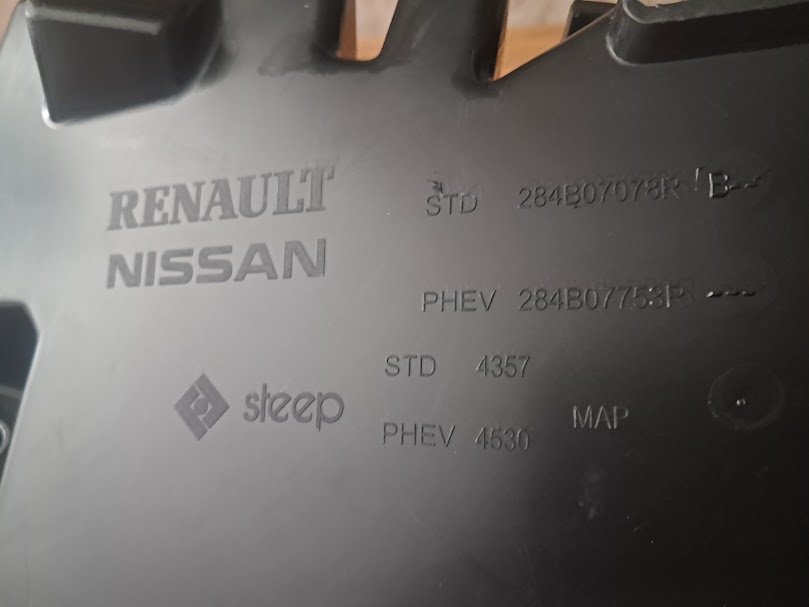 RENAULT
NISSAN
STD 284B07078R B--
PHEV 284B07753R ---
STD 4357
PHEV 4530
MAP
steep